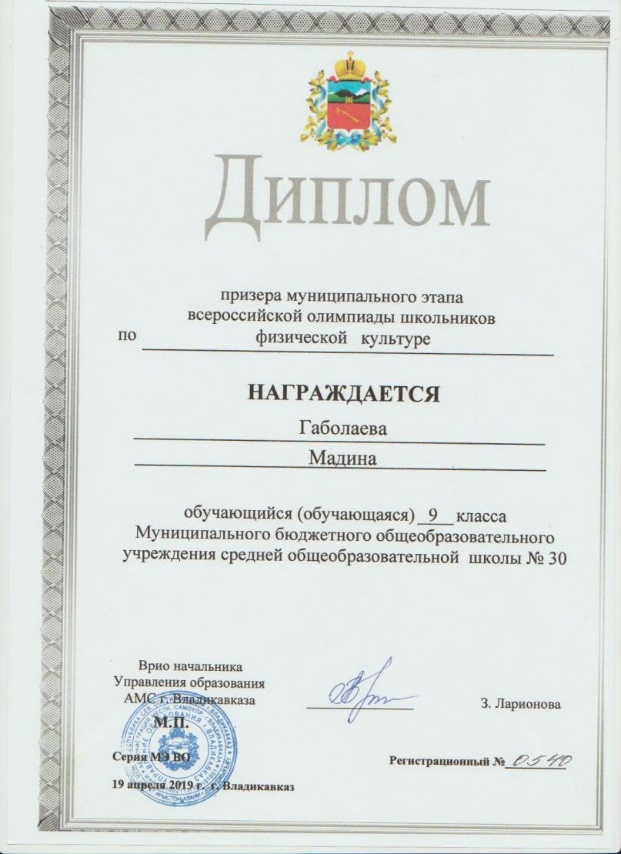 Диплом
призера муниципального этапа
всероссийской олимпиады школьников
по физической культуре
НАГРАЖДАЕТСЯ
Габолаева
Мадина
обучающийся (обучающаяся) 9 класса
Муниципального бюджетного общеобразовательного
учреждения средней общеобразовательной школы № 30
Врио начальника
Управления образования
АМС г. Владикавказа
З. Ларионова
М.П.
Серия МЭ ВО
Регистрационный № 0540
19 апреля 2019 г. г. Владикавказ